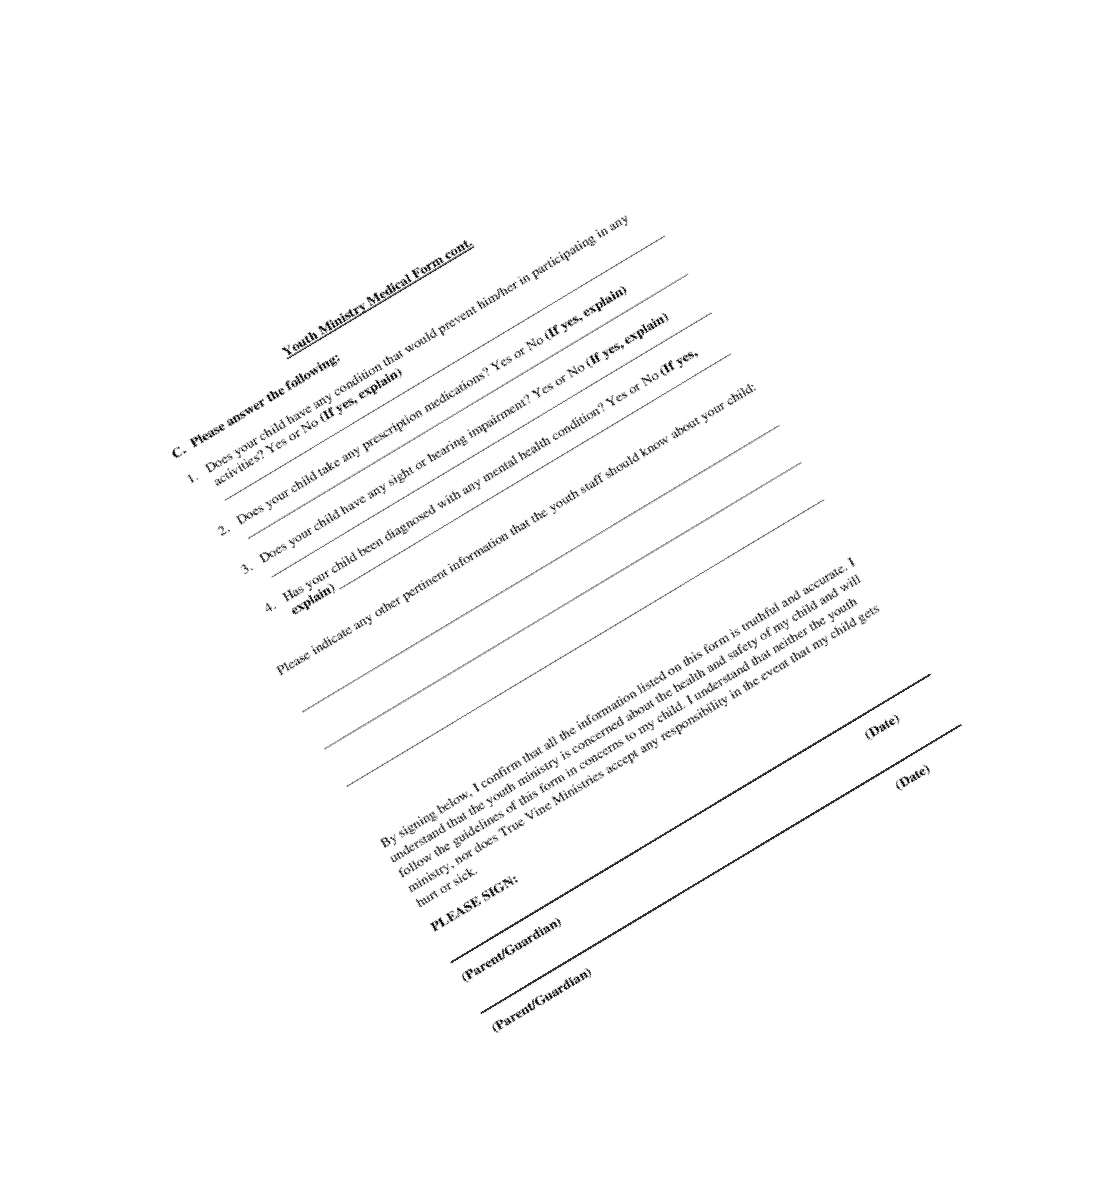 Youth Ministry Medical Form cont.
C. Please answer the following:
1. Does your child have any condition that would prevent him/her in participating in any
activities? Yes or No (If yes, explain)
2. Does your child take any prescription medications? Yes or No (If yes, explain)
3. Does your child have any sight or hearing impairment? Yes or No (If yes, explain)
4. Has your child been diagnosed with any mental health condition? Yes or No (If yes,
explain)
Please indicate any other pertinent information that the youth staff should know about your child:
By signing below, I confirm that all the information listed on this form is truthful and accurate. I
understand that the youth ministry is concerned about the health and safety of my child and will
follow the guidelines of this form in concerns to my child. I understand that neither the youth
ministry, nor does True Vine Ministries accept any responsibility in the event that my child gets
hurt or sick.
PLEASE SIGN:
(Parent/Guardian) (Date)
(Parent/Guardian) (Date)